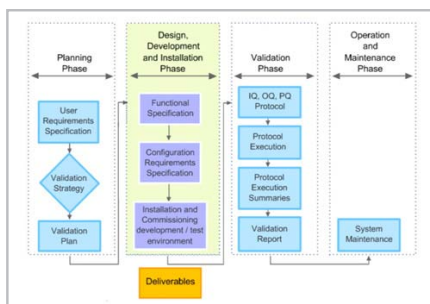 Planning
Phase
Design,
Development
and Installation
Phase
Validation
Phase
Operation
and
Maintenance
Phase
User
Requirements
Specification
Validation
Strategy
Validation
Plan
Functional
Specification
Configuration
Requirements
Specification
Installation and
Commissioning
development / test
environment
IQ, OQ, PQ
Protocol
Protocol
Execution
Protocol
Execution
Summaries
Validation
Report
System
Maintenance
Deliverables